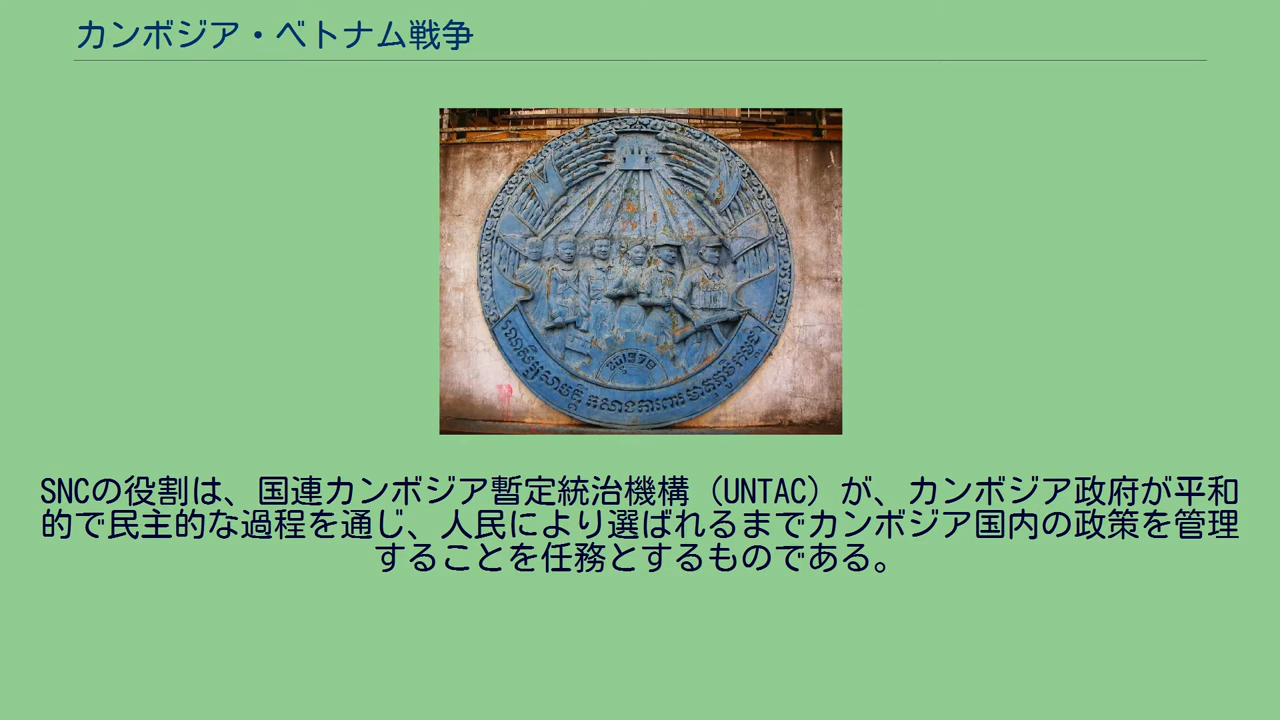 カンボジア・ベトナム戦争
SNCの役割は、国連カンボジア暫定統治機構（UNTAC）が、カンボジア政府が平和
的で民主的な過程を通じ、人民により選ばれるまでカンボジア国内の政策を管理
することを任務とするものである。